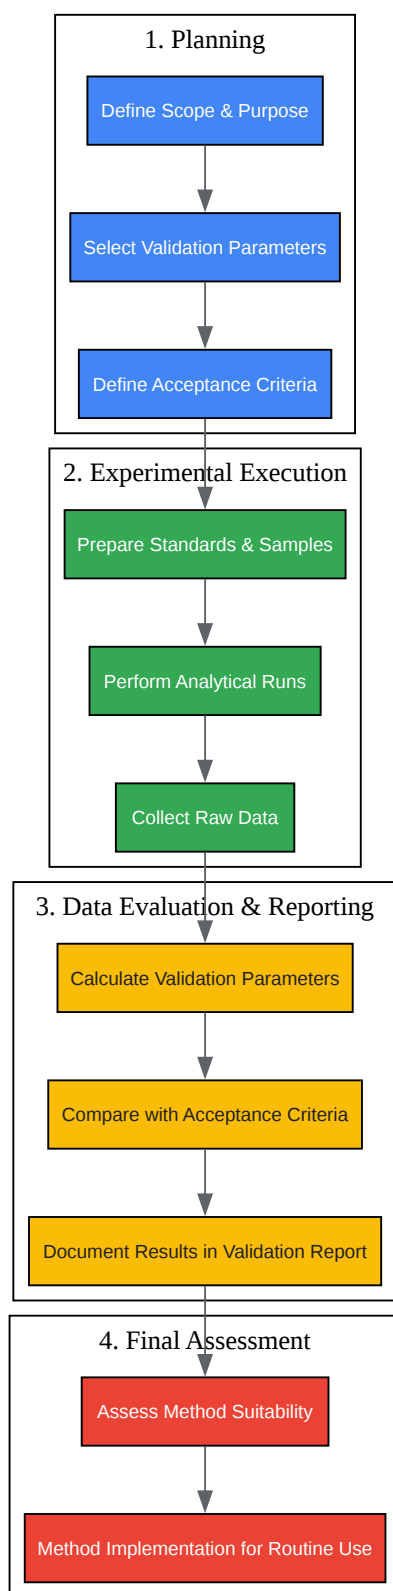 1. Planning
Define Scope & Purpose
Select Validation Parameters
Define Acceptance Criteria
2. Experimental Execution
Prepare Standards & Samples
Perform Analytical Runs
Collect Raw Data
3. Data Evaluation & Reporting
Calculate Validation Parameters
Compare with Acceptance Criteria
Document Results in Validation Report
4. Final Assessment
Assess Method Suitability
Method Implementation for Routine Use